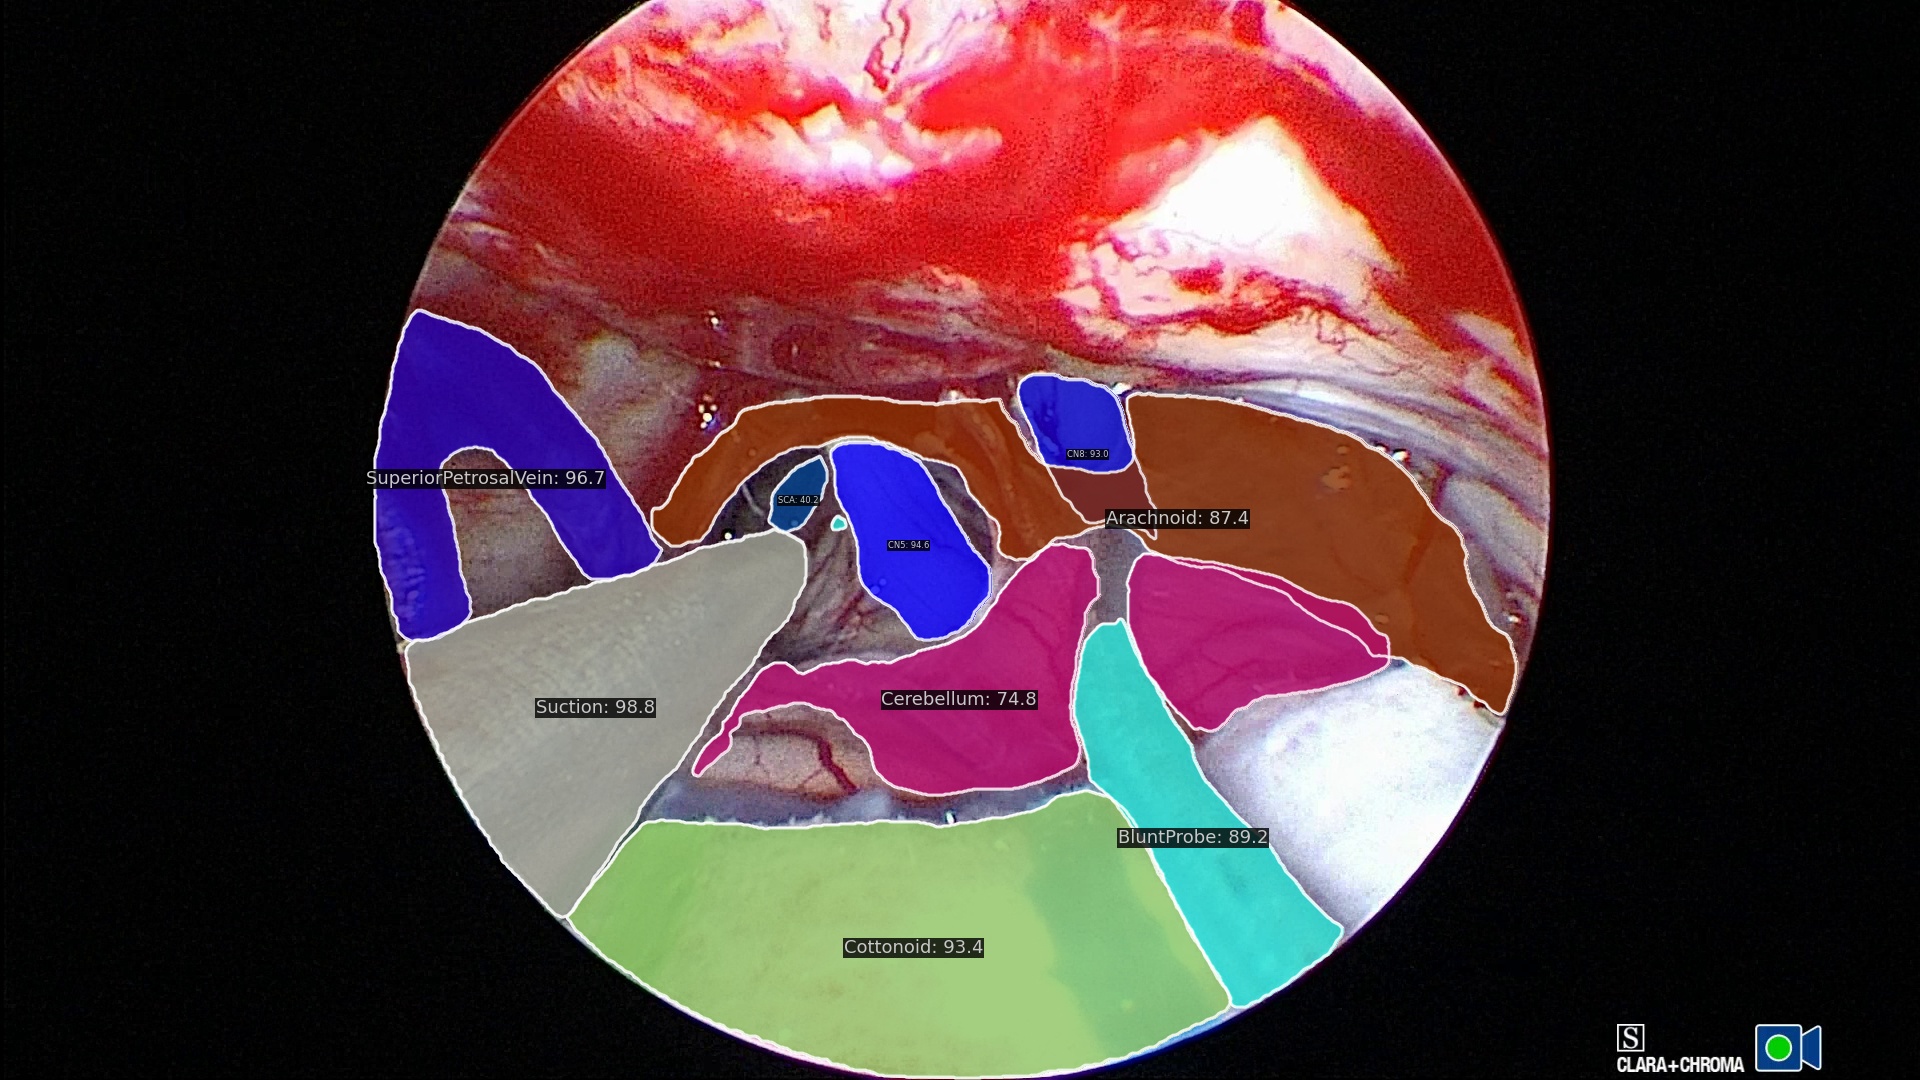 CN8: 93.0
SuperiorPetrosalVein: 96.7
SCA: 40.2
Arachnoid: 87.4
CN5: 94.6
Cerebellum: 74.8
Suction: 98.8
BluntProbe: 89.2
Cottonoid: 93.4
S
CLARA+CHROMA